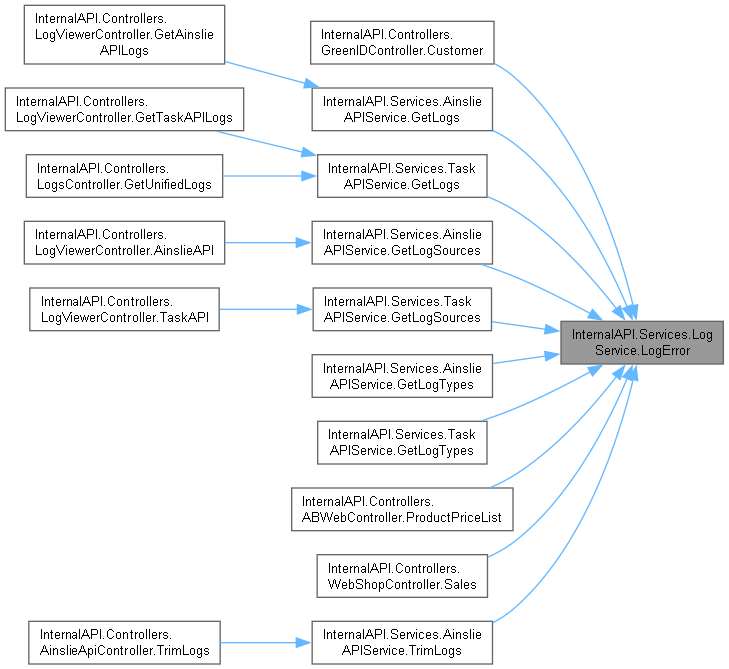 InternalAPI.Controllers.
LogViewerController.GetAinslie
APILogs
InternalAPI.Controllers.
GreenIDController.Customer
InternalAPI.Controllers.
LogViewerController.GetTaskAPILogs
InternalAPI.Services.Ainslie
APIService.GetLogs
InternalAPI.Controllers.
LogsController.GetUnifiedLogs
InternalAPI.Services.Task
APIService.GetLogs
InternalAPI.Controllers.
LogViewerController.AinslieAPI
InternalAPI.Services.Ainslie
APIService.GetLogSources
InternalAPI.Controllers.
LogViewerController.TaskAPI
InternalAPI.Services.Task
APIService.GetLogSources
InternalAPI.Services.Log
Service.LogError
InternalAPI.Services.Ainslie
APIService.GetLogTypes
InternalAPI.Services.Task
APIService.GetLogTypes
InternalAPI.Controllers.
ABWebController.ProductPriceList
InternalAPI.Controllers.
WebShopController.Sales
InternalAPI.Controllers.
AinslieApiController.TrimLogs
InternalAPI.Services.Ainslie
APIService.TrimLogs